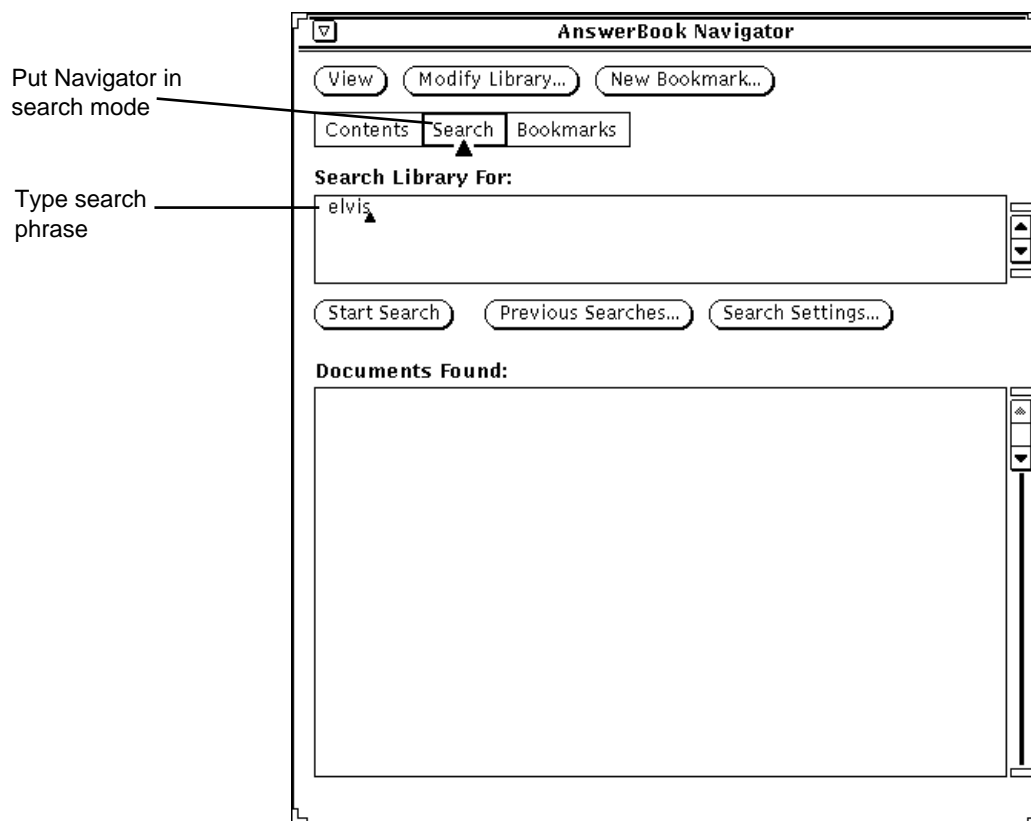 AnswerBook Navigator
View Modify Library... New Bookmark...
Put Navigator in
search mode
Contents Search Bookmarks
Search Library For:
Type search
phrase
elvis
Start Search Previous Searches... Search Settings...
Documents Found: